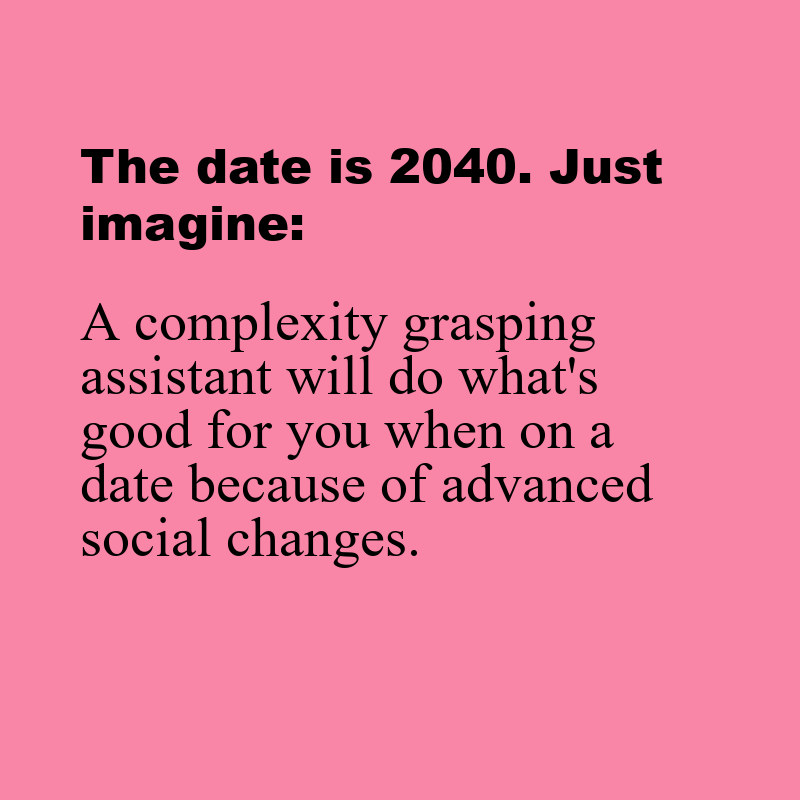 The date is 2040. Just
imagine:
A complexity grasping
assistant will do what's
good for you when on a
date because of advanced
social changes.